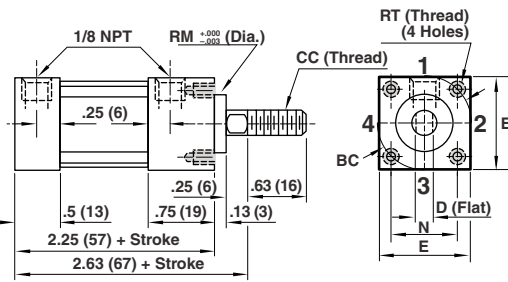 1/8 NPT
RM +.000 -.003 (Dia.)
CC (Thread)
.25 (6)
.25 (6)
.63 (16)
.5 (13)
.75 (19)
.13 (3)
2.25 (57) + Stroke
2.63 (67) + Stroke
RT (Thread)
(4 Holes)
1
4
2
E
BC
3
D (Flat)
N
E